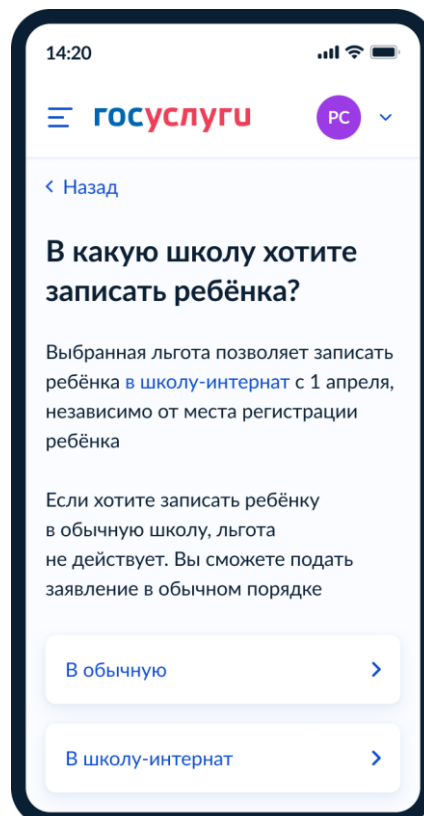 14:20
госуслуги
РС
Назад
В какую школу хотите
записать ребёнка?
Выбранная льгота позволяет записать
ребёнка в школу-интернат с 1 апреля,
независимо от места регистрации
ребёнка
Если хотите записать ребёнку
в обычную школу, льгота
не действует. Вы сможете подать
заявление в обычном порядке
В обычную
В школу-интернат